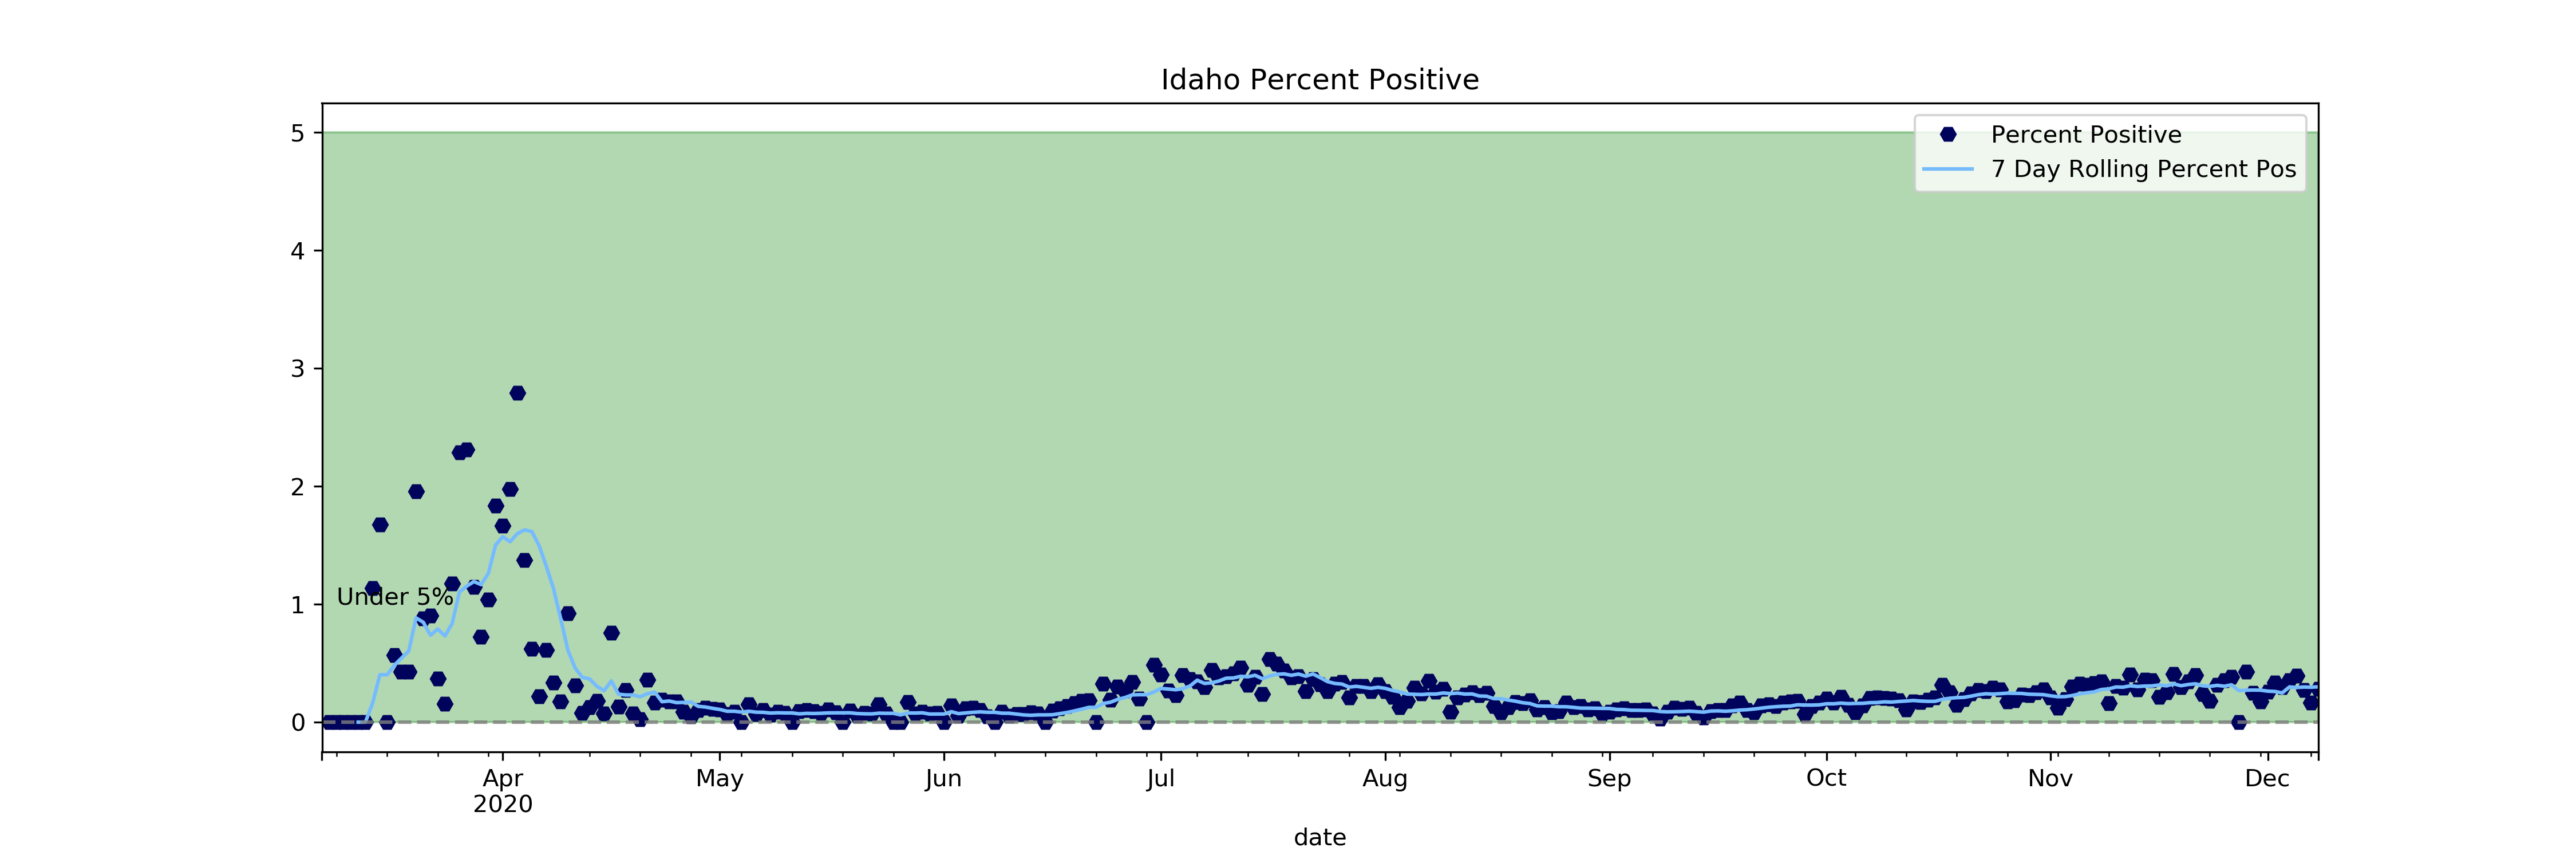 Idaho Percent Positive
5
4
3
2
1
0
Percent Positive
7 Day Rolling Percent Pos
Under 5%
Apr
2020
May
Jun
Jul
Aug
Sep
Oct
Nov
Dec
date